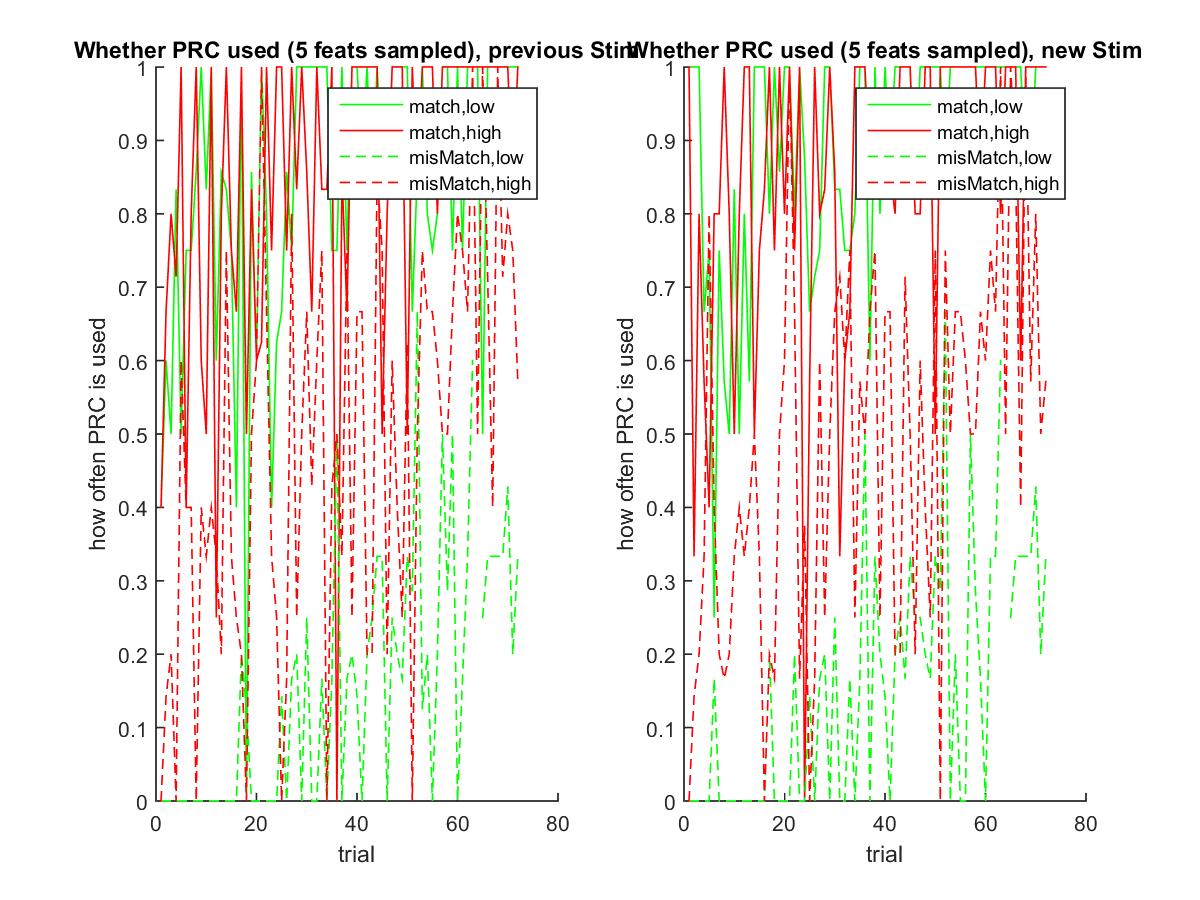 Whether PRC used (5 feats sampled), previous Stim
1
0.9
0.8
0.7
0.6
0.5
0.4
0.3
0.2
0.1
0
0 20 40 60 80
how often PRC is used
trial
match,low
match,high
misMatch,low
misMatch,high
Whether PRC used (5 feats sampled), new Stim
1
0.9
0.8
0.7
0.6
0.5
0.4
0.3
0.2
0.1
0
0 20 40 60 80
how often PRC is used
trial
match,low
match,high
misMatch,low
misMatch,high